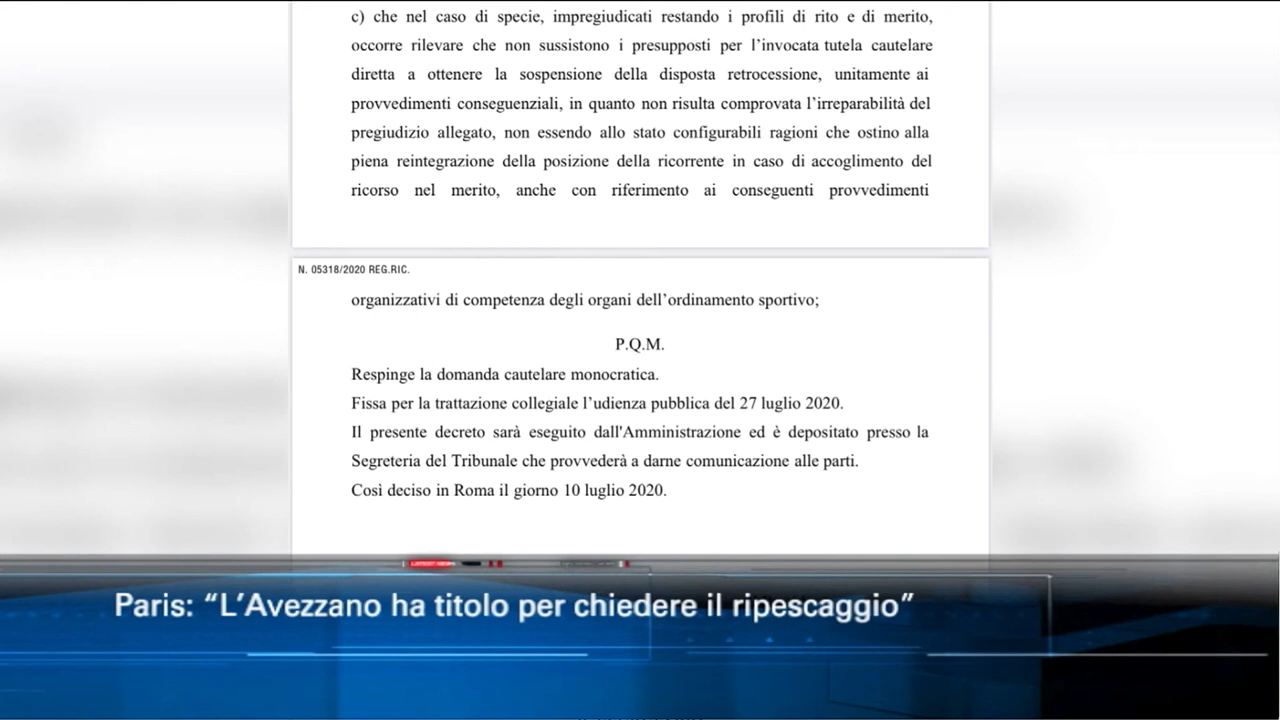 c) che nel caso di specie, impregiudicati restando i profili di rito e di merito,
occorre rilevare che non sussistono i presupposti per l’invocata tutela cautelare
diretta a ottenere la sospensione della disposta retrocessione, unitamente ai
provvedimenti conseguenziali, in quanto non risulta comprovata l’irreparabilità del
pregiudizio allegato, non essendo allo stato configurabili ragioni che ostino alla
piena reintegrazione della posizione della ricorrente in caso di accoglimento del
ricorso nel merito, anche con riferimento ai conseguenti provvedimenti
N. 05318/2020 REG.RIC.
organizzativi di competenza degli organi dell’ordinamento sportivo;
P.Q.M.
Respinge la domanda cautelare monocratica.
Fissa per la trattazione collegiale l’udienza pubblica del 27 luglio 2020.
Il presente decreto sarà eseguito dall'Amministrazione ed è depositato presso la
Segreteria del Tribunale che provvederà a darne comunicazione alle parti.
Così deciso in Roma il giorno 10 luglio 2020.
LATEST NEWS
Paris: “L’Avezzano ha titolo per chiedere il ripescaggio”